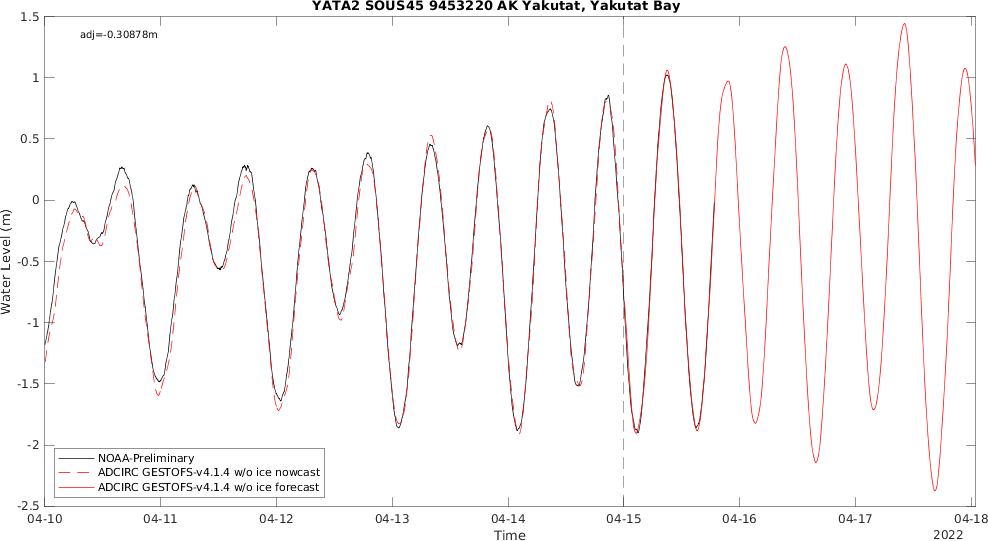 YATA2 SOUS45 9453220 AK Yakutat, Yakutat Bay
adj=-0.30878m
1.5
1
0.5
0
-0.5
-1
-1.5
-2
-2.5
Water Level (m)
NOAA-Preliminary
ADCIRC GESTOFS-v4.1.4 w/o ice nowcast
ADCIRC GESTOFS-v4.1.4 w/o ice forecast
04-10 04-11 04-12 04-13 04-14 04-15 04-16 04-17 04-18
Time
2022